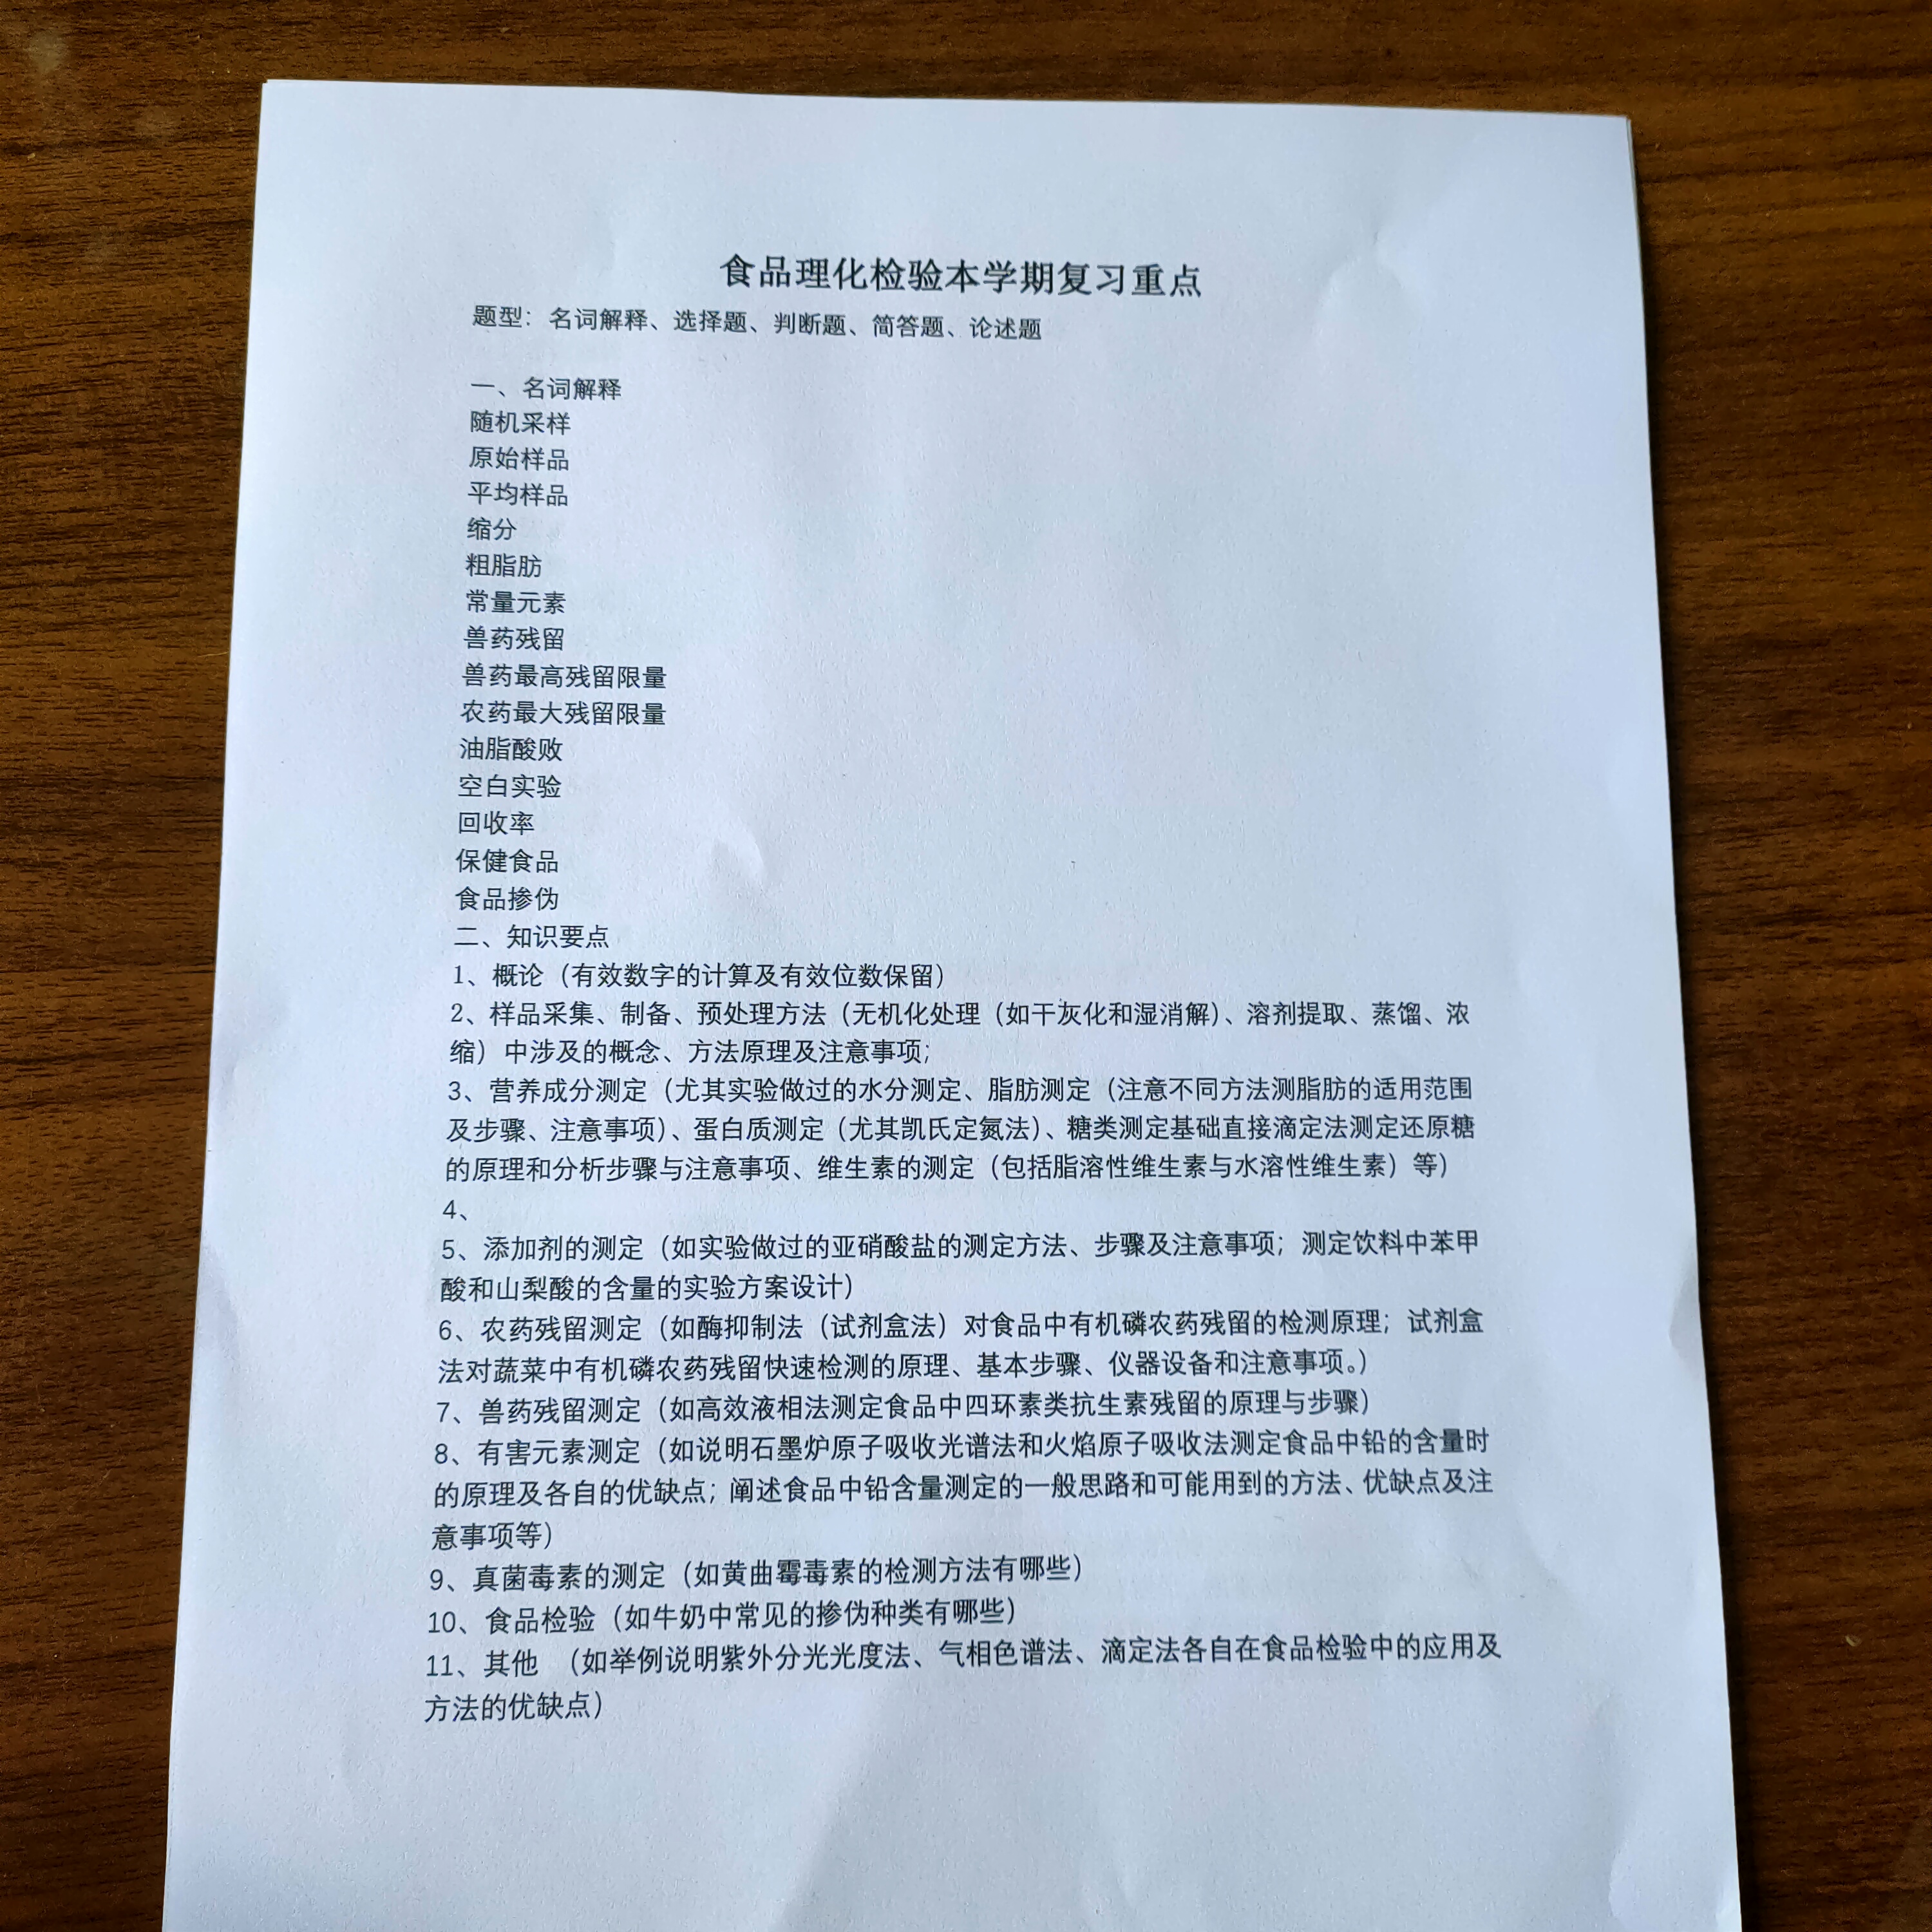 食品理化检验本学期复习重点
题型：名词解释、选择题、判断题、简答题、论述题
一、名词解释
随机采样
原始样品
平均样品
缩分
粗脂肪
常量元素
兽药残留
兽药最高残留限量
农药最大残留限量
油脂酸败
空白实验
回收率
保健食品
食品掺伪
二、知识要点
1、概论（有效数字的计算及有效位数保留）
2、样品采集、制备、预处理方法（无机化处理（如干灰化和湿消解）、溶剂提取、蒸馏、浓
缩）中涉及的概念、方法原理及注意事项；
3、营养成分测定（尤其实验做过的水分测定、脂肪测定（注意不同方法测脂肪的适用范围
及步骤、注意事项）、蛋白质测定（尤其凯氏定氮法）、糖类测定基础直接滴定法测定还原糖
的原理和分析步骤与注意事项、维生素的测定（包括脂溶性维生素与水溶性维生素）等）
4、
5、添加剂的测定（如实验做过的亚硝酸盐的测定方法、步骤及注意事项；测定饮料中苯甲
酸和山梨酸的含量的实验方案设计）
6、农药残留测定（如酶抑制法（试剂盒法）对食品中有机磷农药残留的检测原理；试剂盒
法对蔬菜中有机磷农药残留快速检测的原理、基本步骤、仪器设备和注意事项。）
7、兽药残留测定（如高效液相法测定食品中四环素类抗生素残留的原理与步骤）
8、有害元素测定（如说明石墨炉原子吸收光谱法和火焰原子吸收法测定食品中铅的含量时
的原理及各自的优缺点；阐述食品中铅含量测定的一般思路和可能用到的方法、优缺点及注
意事项等）
9、真菌毒素的测定（如黄曲霉毒素的检测方法有哪些）
10、食品检验（如牛奶中常见的掺伪种类有哪些）
11、其他 （如举例说明紫外分光光度法、气相色谱法、滴定法各自在食品检验中的应用及
方法的优缺点）